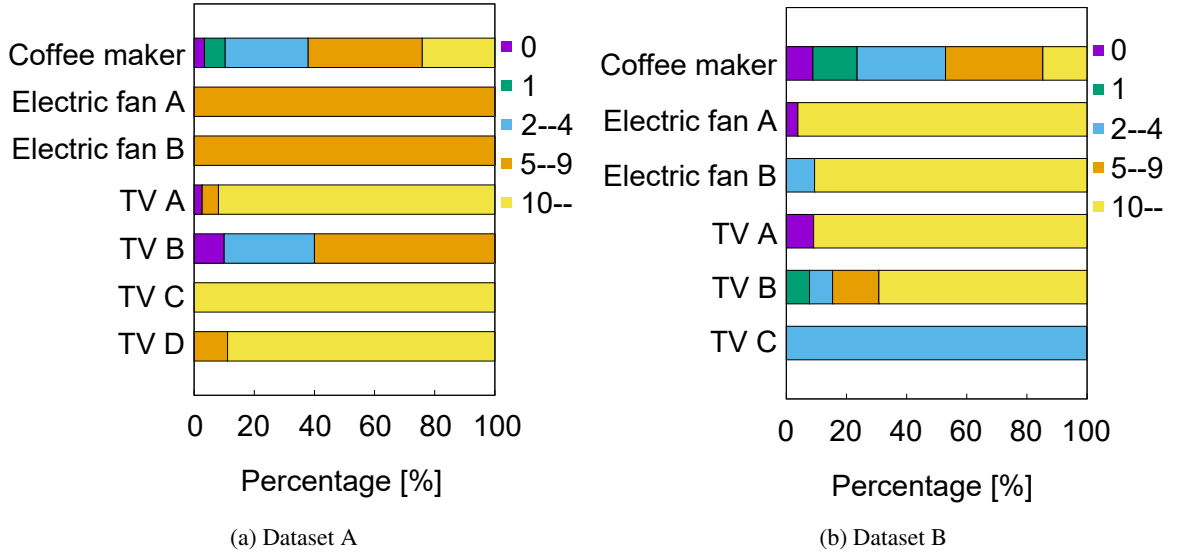 Coffee maker
Electric fan A
Electric fan B
TV A
TV B
TV C
TV D
0
1
2--4
5--9
10--
0 20 40 60 80 100
Percentage [%]
(a) Dataset A
Coffee maker
Electric fan A
Electric fan B
TV A
TV B
TV C
0
1
2--4
5--9
10--
0 20 40 60 80 100
Percentage [%]
(b) Dataset B